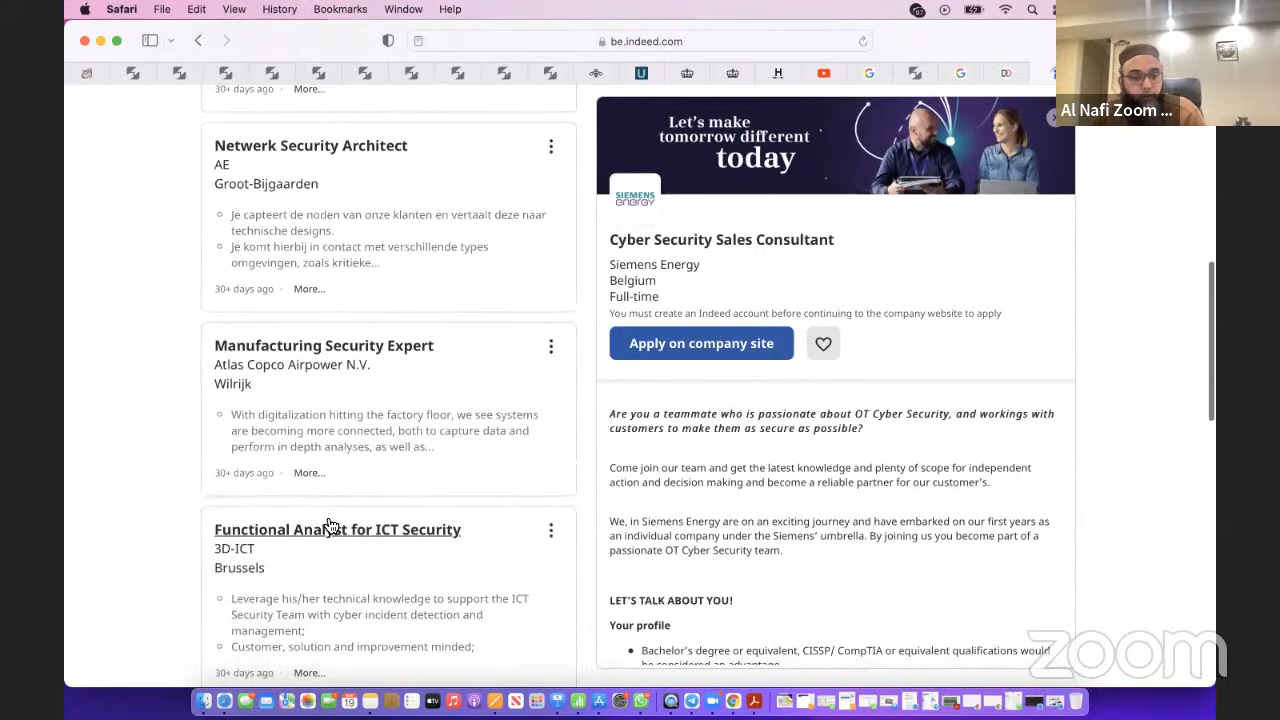 Safari File Edit View History Bookmarks Window Help
97
be.indeed.com
U
H
G
G
DD
Al Nafi Zoom ...
30+ days ago · More...
Netwerk Security Architect
AE
Groot-Bijgaarden
Je capteert de noden van onze klanten en vertaalt deze naar
technische designs.
Je komt hierbij in contact met verschillende types
omgevingen, zoals kritieke...
30+ days ago · More...
Manufacturing Security Expert
Atlas Copco Airpower N.V.
Wilrijk
With digitalization hitting the factory floor, we see systems
are becoming more connected, both to capture data and
perform in depth analyses, as well as...
30+ days ago · More...
Functional Analyst for ICT Security
3D-ICT
Brussels
Leverage his/her technical knowledge to support the ICT
Security Team with cyber incident detection and
management;
Customer, solution and improvement minded;
30+ days ago · More...
Let's make
tomorrow different
today
SIEMENS
energy
Cyber Security Sales Consultant
Siemens Energy
Belgium
Full-time
You must create an Indeed account before continuing to the company website to apply
Apply on company site
Are you a teammate who is passionate about OT Cyber Security, and workings with
customers to make them as secure as possible?
Come join our team and get the latest knowledge and plenty of scope for independent
action and decision making and become a reliable partner for our customer's.
We, in Siemens Energy are on an exciting journey and have embarked on our first years as
an individual company under the Siemens' umbrella. By joining us you become part of a
passionate OT Cyber Security team.
LET'S TALK ABOUT YOU!
Your profile
Bachelor's degree or equivalent, CISSP/ CompTIA or equivalent qualifications would
be considered an advantage
zoom